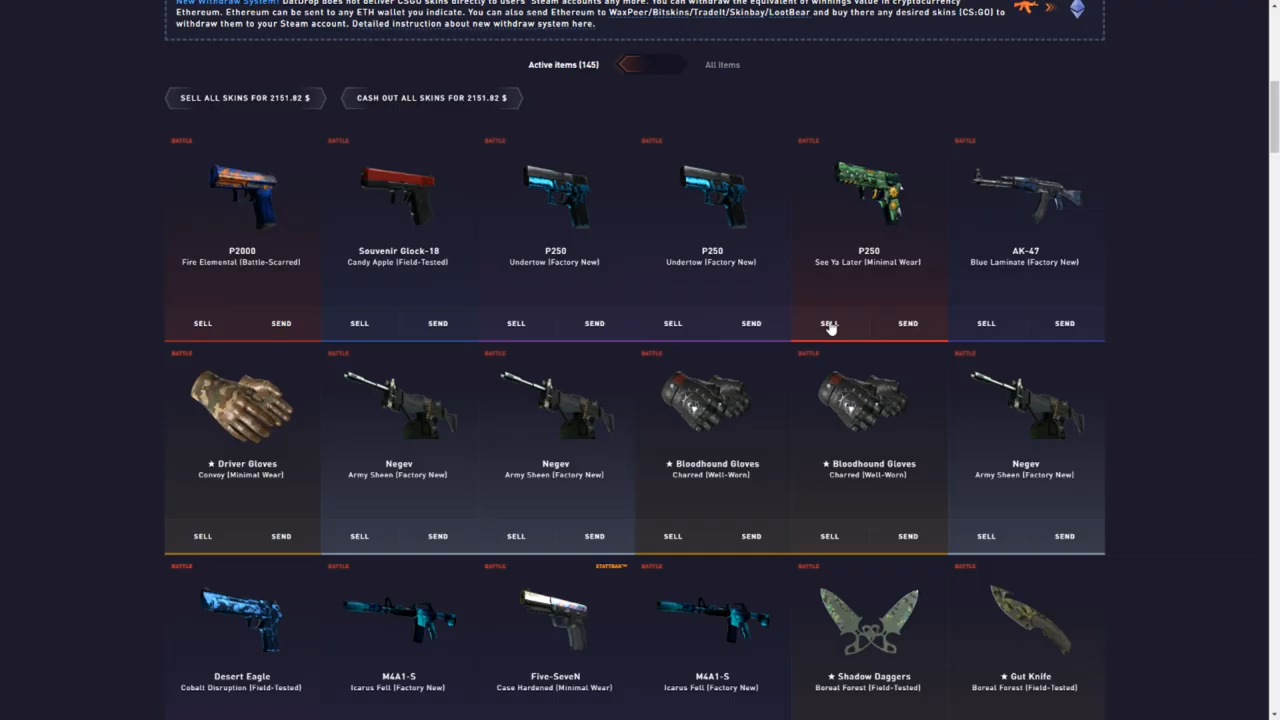 New Withdraw System! DatDrop does not deliver CSGO skins directly to users' Steam accounts any more. You can withdraw the equivalent of winnings value in cryptocurrency
Ethereum. Ethereum can be sent to any ETH wallet you indicate. You can also send Ethereum to WaxPeer/Bitskins/TradeIt/Skinbay/LootBear and buy there any desired skins (CS:GO) to
withdraw them to your Steam account. Detailed instruction about new withdraw system here.
Active items (145) All items
SELL ALL SKINS FOR 2151.82 $ CASH OUT ALL SKINS FOR 2151.82 $
BATTLE BATTLE BATTLE BATTLE BATTLE BATTLE
P2000 Souvenir Glock-18 P250 P250 P250 AK-47
Fire Elemental (Battle-Scarred) Candy Apple (Field-Tested) Undertow (Factory New) Undertow (Factory New) See Ya Later (Minimal Wear) Blue Laminate (Factory New)
SELL SEND SELL SEND SELL SEND SELL SEND SELL SEND SELL SEND
BATTLE BATTLE BATTLE BATTLE BATTLE BATTLE
★ Driver Gloves Negev Negev ★ Bloodhound Gloves ★ Bloodhound Gloves Negev
Convoy (Minimal Wear) Army Sheen (Factory New) Army Sheen (Factory New) Charred (Well-Worn) Charred (Well-Worn) Army Sheen (Factory New)
SELL SEND SELL SEND SELL SEND SELL SEND SELL SEND SELL SEND
BATTLE BATTLE BATTLE STATTRAK™ BATTLE BATTLE BATTLE
Desert Eagle M4A1-S Five-SeveN M4A1-S ★ Shadow Daggers ★ Gut Knife
Cobalt Disruption (Field-Tested) Icarus Fell (Factory New) Case Hardened (Minimal Wear) Icarus Fell (Factory New) Boreal Forest (Field-Tested) Boreal Forest (Field-Tested)